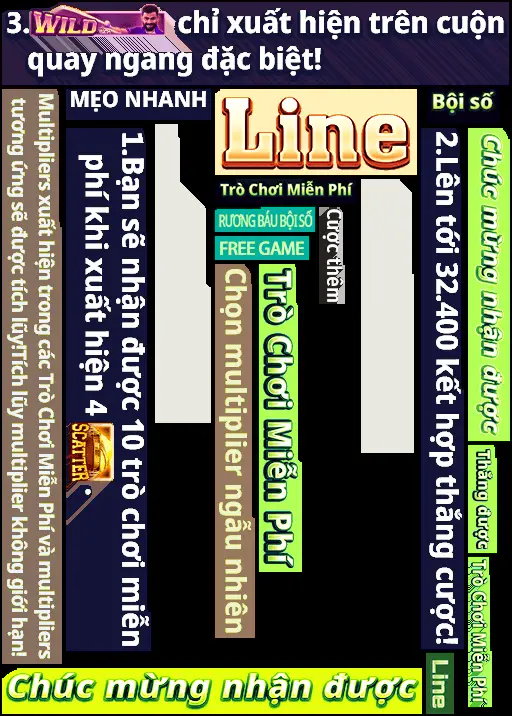 3. WILD chỉ xuất hiện trên cuộn
quay ngang đặc biệt!
Multipliers xuất hiện trong các Trò Chơi Miễn Phí và multipliers
tương ứng sẽ được tích lũy!Tích lũy multiplier không giới hạn!
MẸO NHANH
1.Bạn sẽ nhận được 10 trò chơi miễn
phí khi xuất hiện 4 SCATTER .
Line
Trò Chơi Miễn Phí
RƯƠNG BÁU BỘI SỐ
FREE GAME
Cược thêm
Trò Chơi Miễn Phí
Chọn multiplier ngẫu nhiên
Bội số
2.Lên tới 32.400 kết hợp thắng cược!
Chúc mừng nhận được
Thắng được
Trò Chơi Miễn Phí
Line
Chúc mừng nhận được